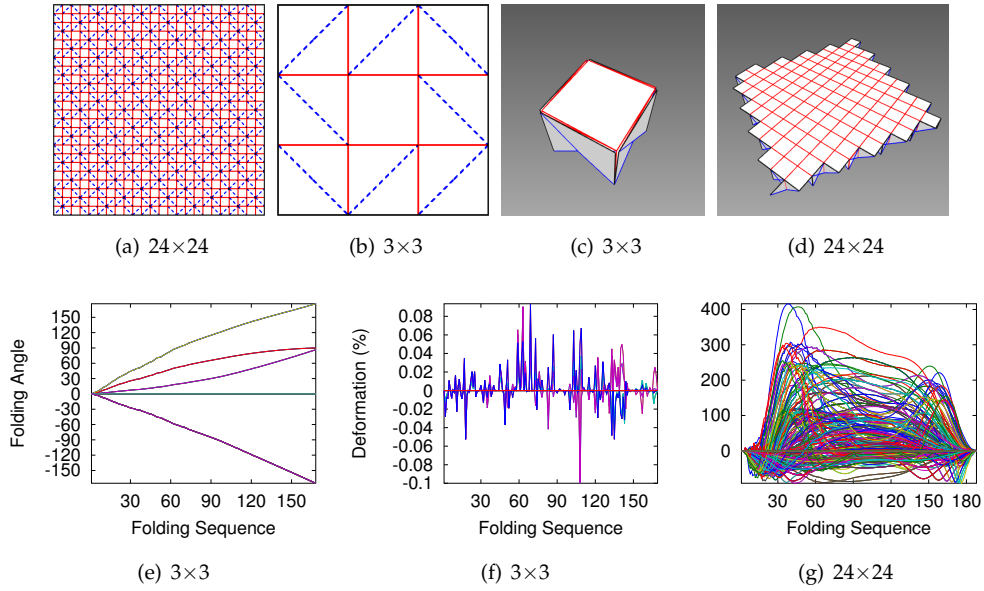 (a) 24×24
(b) 3×3
(c) 3×3
(d) 24×24
Folding Angle
150
120
90
60
30
0
-30
-60
-90
-120
-150
30 60 90 120 150
Folding Sequence
(e) 3×3
Deformation (%)
0.08
0.06
0.04
0.02
0
-0.02
-0.04
-0.06
-0.08
-0.1
30 60 90 120 150
Folding Sequence
(f) 3×3
400
300
200
100
0
30 60 90 120 150 180
Folding Sequence
(g) 24×24